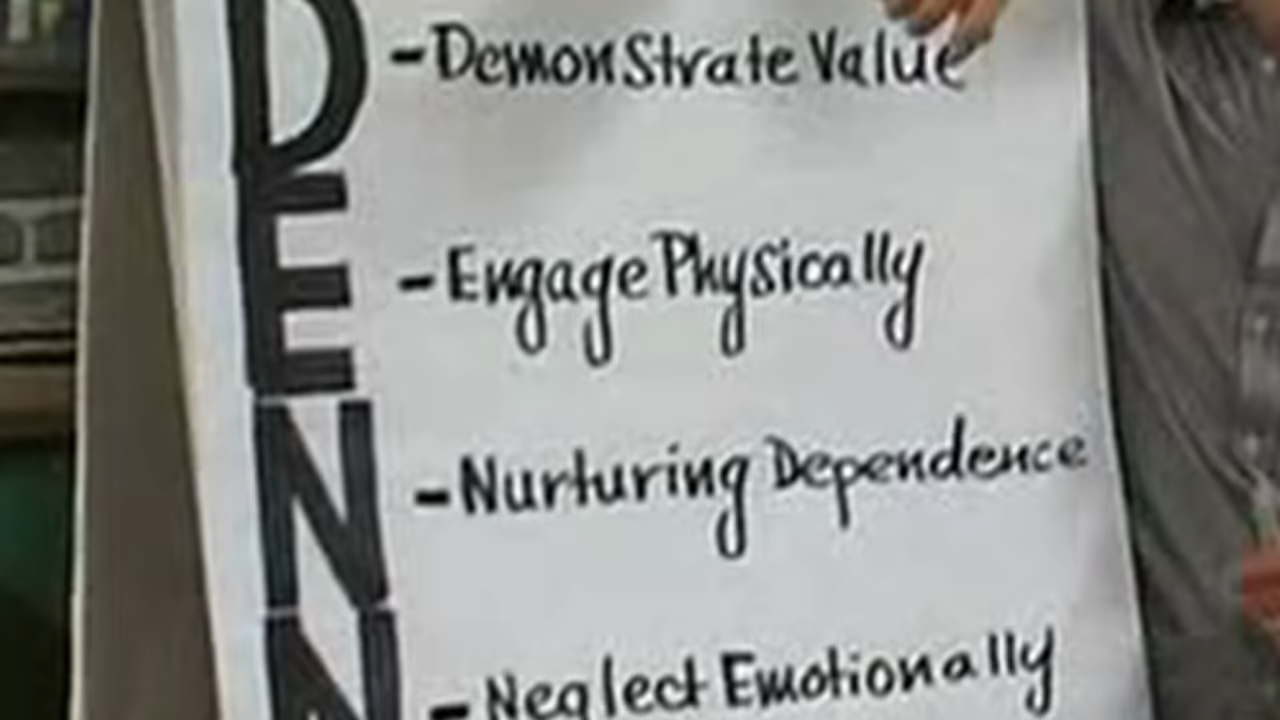 D - Demonstrate Value
E - Engage Physically
N - Nurturing Dependence
N - Neglect Emotionally